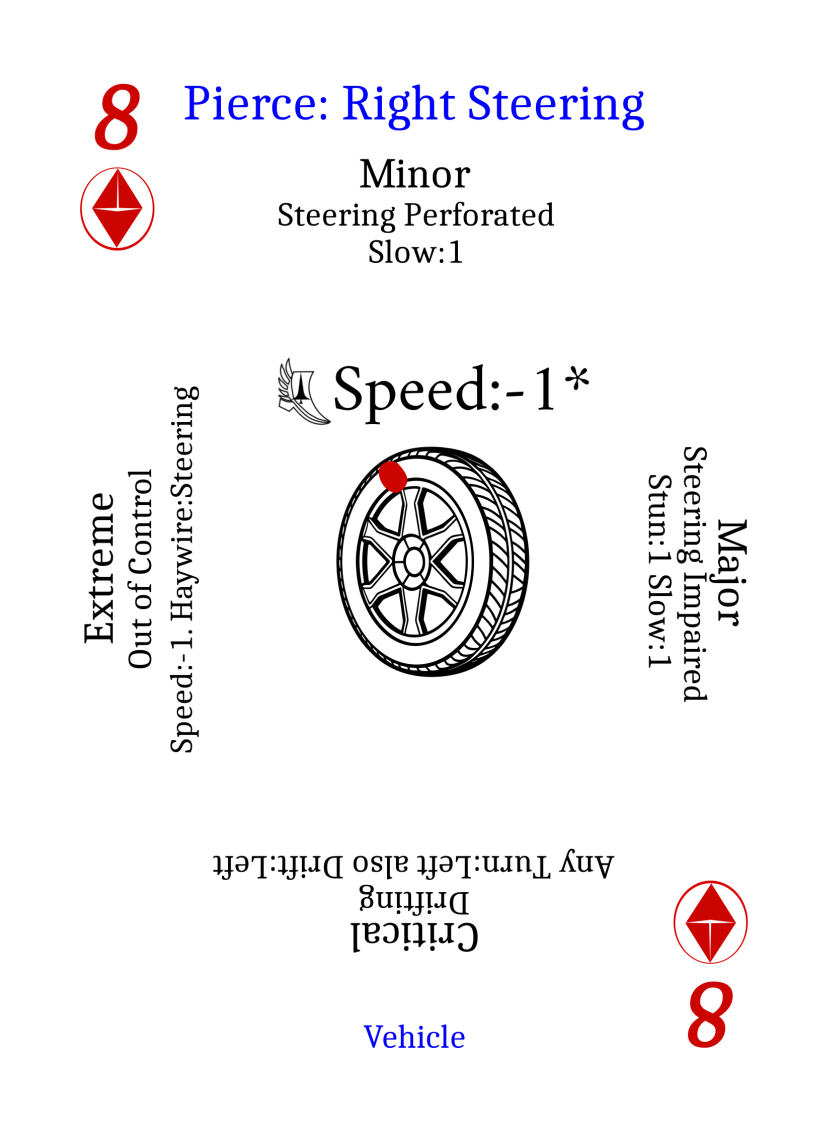 8
Pierce: Right Steering
Minor
Steering Perforated
Slow:1
Speed:-1*
Extreme
Out of Control
Speed:-1. Haywire:Steering
Major
Steering Impaired
Stun:1 Slow:1
Critical
Drifting
Any Turn:Left also Drift:Left
8
Vehicle